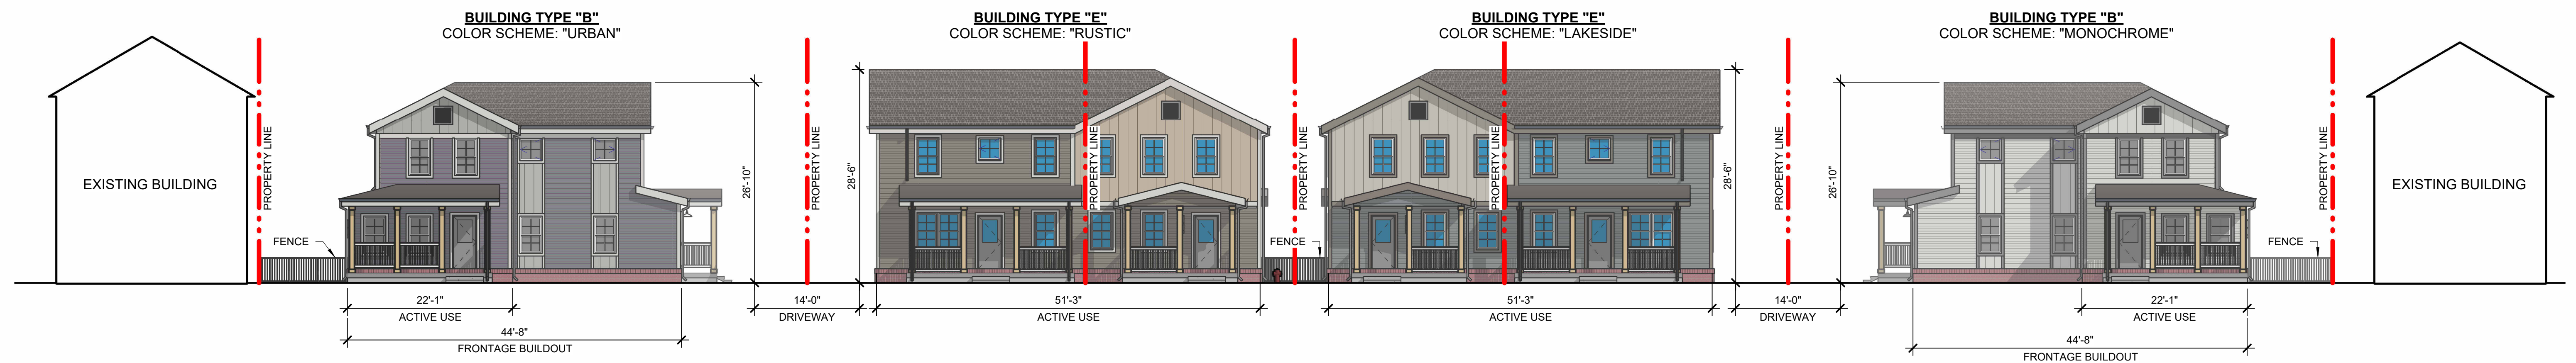 BUILDING TYPE "B"
COLOR SCHEME: "URBAN"
BUILDING TYPE "E"
COLOR SCHEME: "RUSTIC"
BUILDING TYPE "E"
COLOR SCHEME: "LAKESIDE"
BUILDING TYPE "B"
COLOR SCHEME: "MONOCHROME"
EXISTING BUILDING
PROPERTY LINE
FENCE
26'-10"
PROPERTY LINE
28'-6"
PROPERTY LINE
PROPERTY LINE
FENCE
PROPERTY LINE
28'-6"
PROPERTY LINE
26'-10"
FENCE
PROPERTY LINE
EXISTING BUILDING
22'-1"
ACTIVE USE
44'-8"
FRONTAGE BUILDOUT
14'-0"
DRIVEWAY
51'-3"
ACTIVE USE
51'-3"
ACTIVE USE
14'-0"
DRIVEWAY
22'-1"
ACTIVE USE
44'-8"
FRONTAGE BUILDOUT